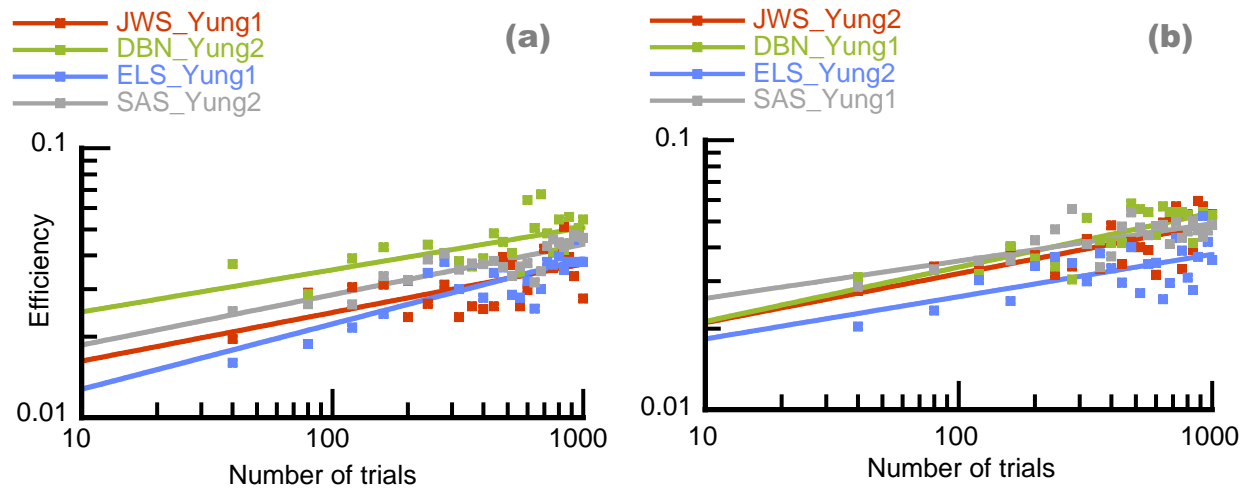 JWS_Yung1
DBN_Yung2
ELS_Yung1
SAS_Yung2
(a)
0.1
0.01
Efficiency
10
100
1000
Number of trials
JWS_Yung2
DBN_Yung1
ELS_Yung2
SAS_Yung1
(b)
0.1
0.01
10
100
1000
Number of trials